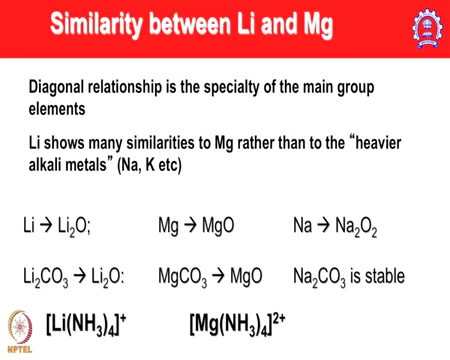 Similarity between Li and Mg
Diagonal relationship is the specialty of the main group
elements
Li shows many similarities to Mg rather than to the “heavier
alkali metals” (Na, K etc)
Li → Li₂O; Mg → MgO Na → Na₂O₂
Li₂CO₃ → Li₂O: MgCO₃ → MgO Na₂CO₃ is stable
[Li(NH₃)₄]⁺ [Mg(NH₃)₄]²⁺
NPTEL